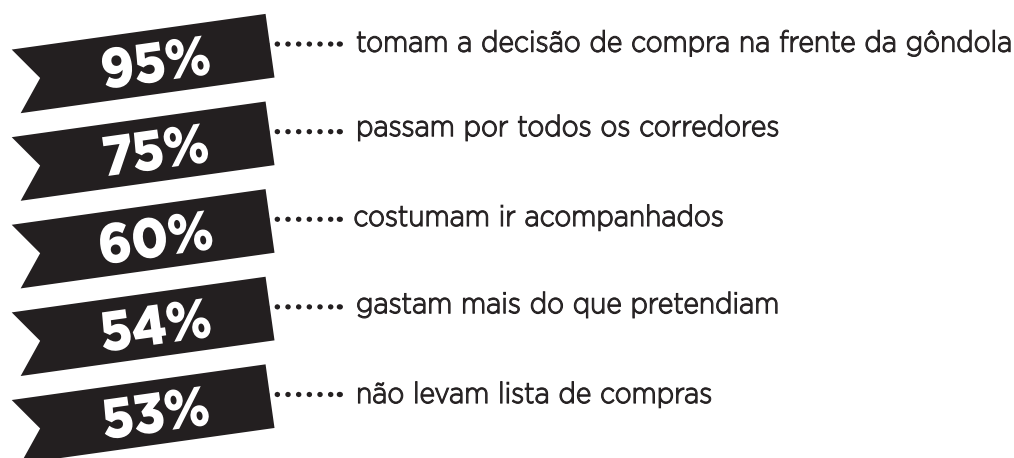 95% ....... tomam a decisão de compra na frente da gôndola
75% ....... passam por todos os corredores
60% ....... costumam ir acompanhados
54% ....... gastam mais do que pretendiam
53% ....... não levam lista de compras